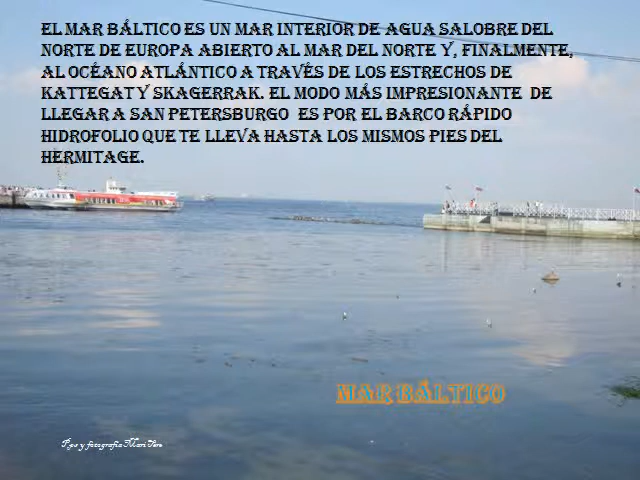 EL MAR BÁLTICO ES UN MAR INTERIOR DE AGUA SALOBRE DEL
NORTE DE EUROPA ABIERTO AL MAR DEL NORTE Y, FINALMENTE,
AL OCÉANO ATLÁNTICO A TRAVÉS DE LOS ESTRECHOS DE
KATTEGAT Y SKAGERRAK. EL MODO MÁS IMPRESIONANTE DE
LLEGAR A SAN PETERSBURGO ES POR EL BARCO RÁPIDO
HIDROFOLIO QUE TE LLEVA HASTA LOS MISMOS PIES DEL
HERMITAGE.
MAR BÁLTICO
Pps y fotografía Mari Pere